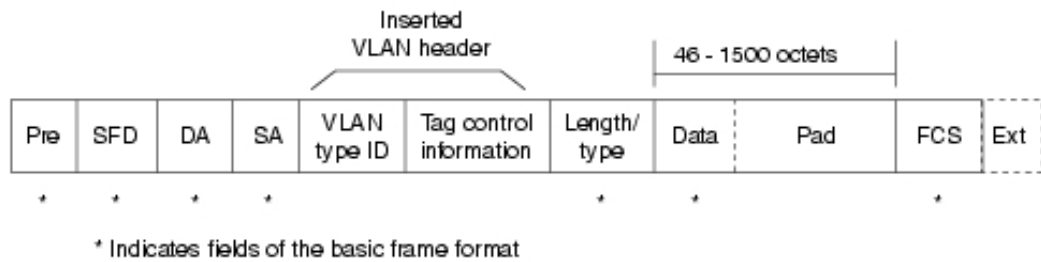 Inserted
VLAN header
46 - 1500 octets
Pre
SFD
DA
SA
VLAN
type ID
Tag control
information
Length/
type
Data
Pad
FCS
Ext
* * * * * * *
* Indicates fields of the basic frame format